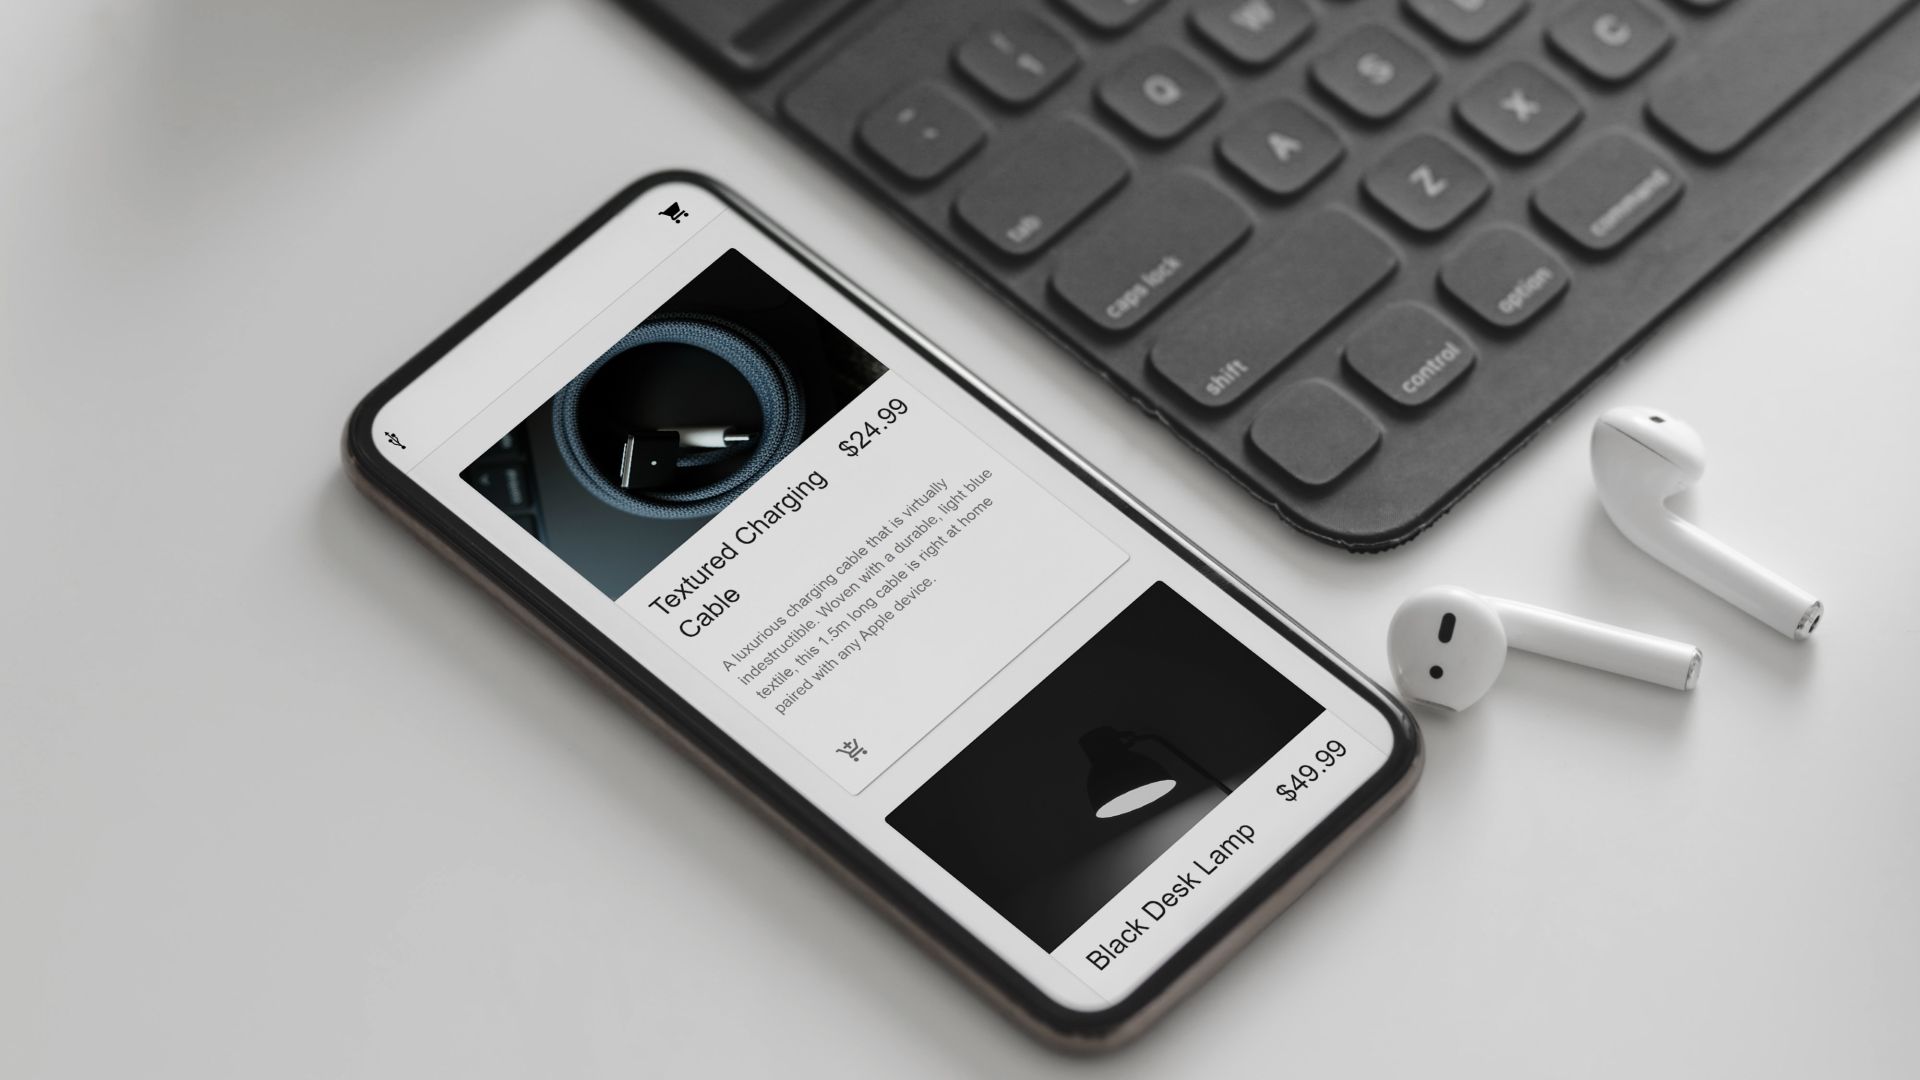 Textured Charging
Cable
$24.99
A luxurious charging cable that is virtually
indestructible. Woven with a durable, light blue
textile, this 1.5m long cable is right at home
paired with any Apple device.
Black Desk Lamp
$49.99
W
C
Q
S
X
tab
A
Z
command
caps lock
option
shift
control